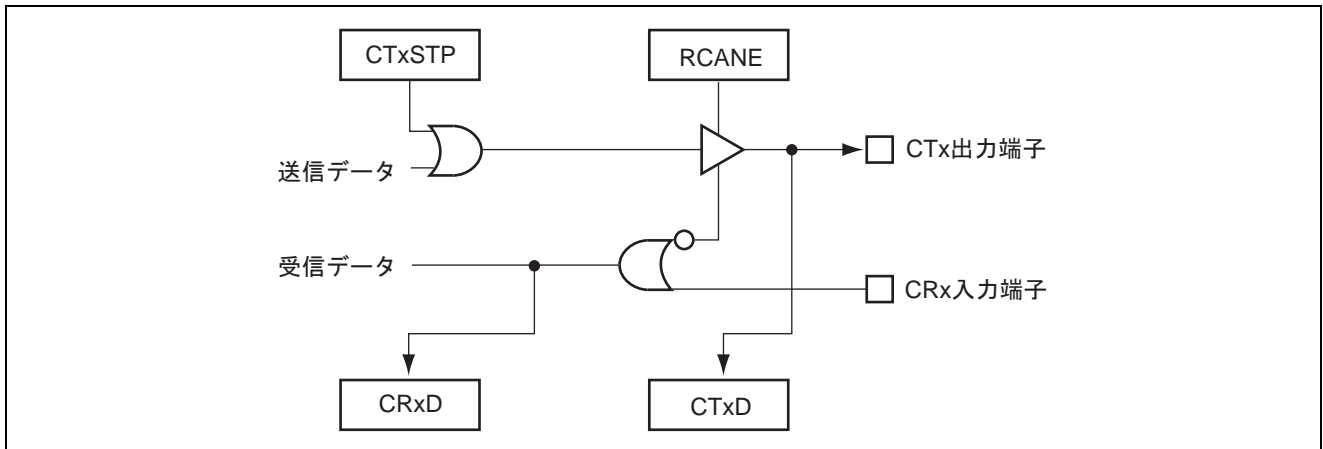 CTxSTP
RCANE
CTx出力端子
送信データ
受信データ
CRx入力端子
CRxD
CTxD